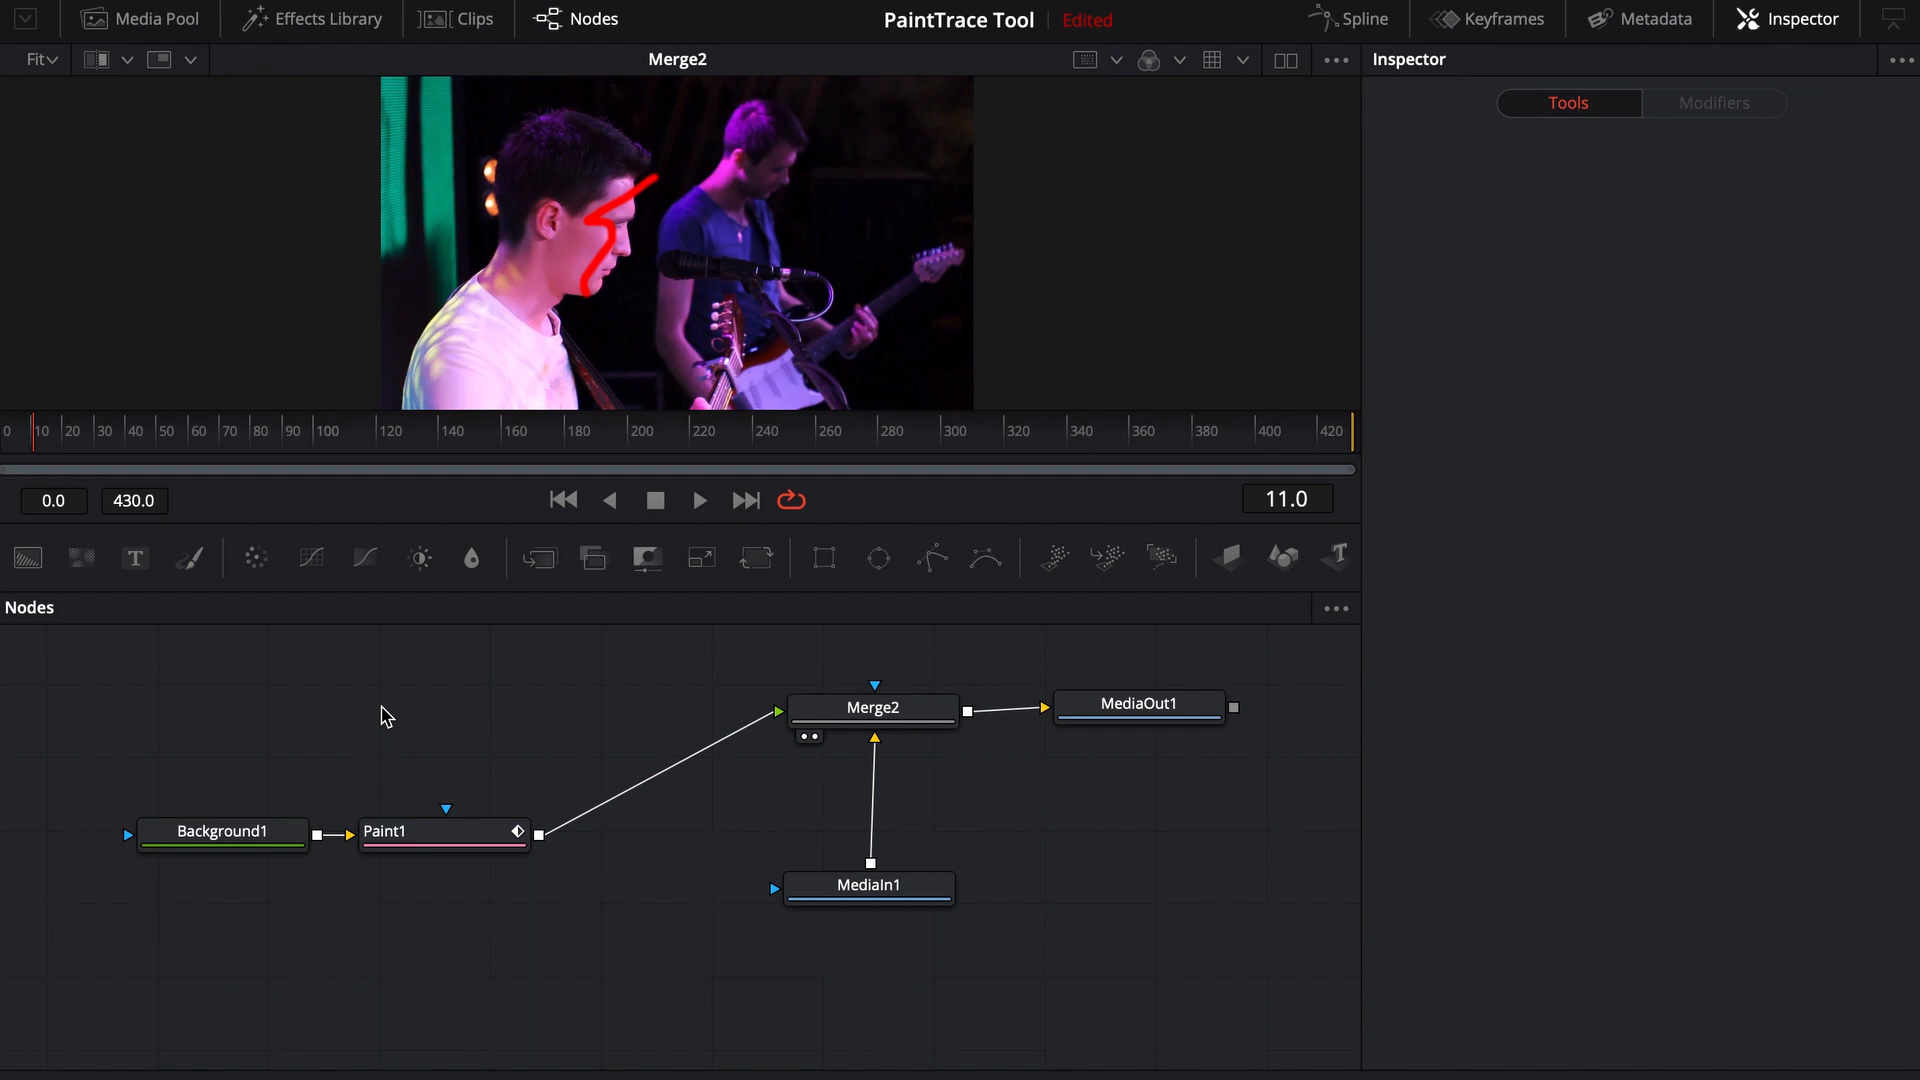 Media Pool Effects Library Clips Nodes PaintTrace Tool Edited Spline Keyframes Metadata Inspector
Fit Merge2 Inspector
Tools Modifiers
0 10 20 30 40 50 60 70 80 90 100 120 140 160 180 200 220 240 260 280 300 320 340 360 380 400 420
0.0 430.0 11.0
T T
Nodes
Merge2 MediaOut1
Background1 Paint1
MediaIn1